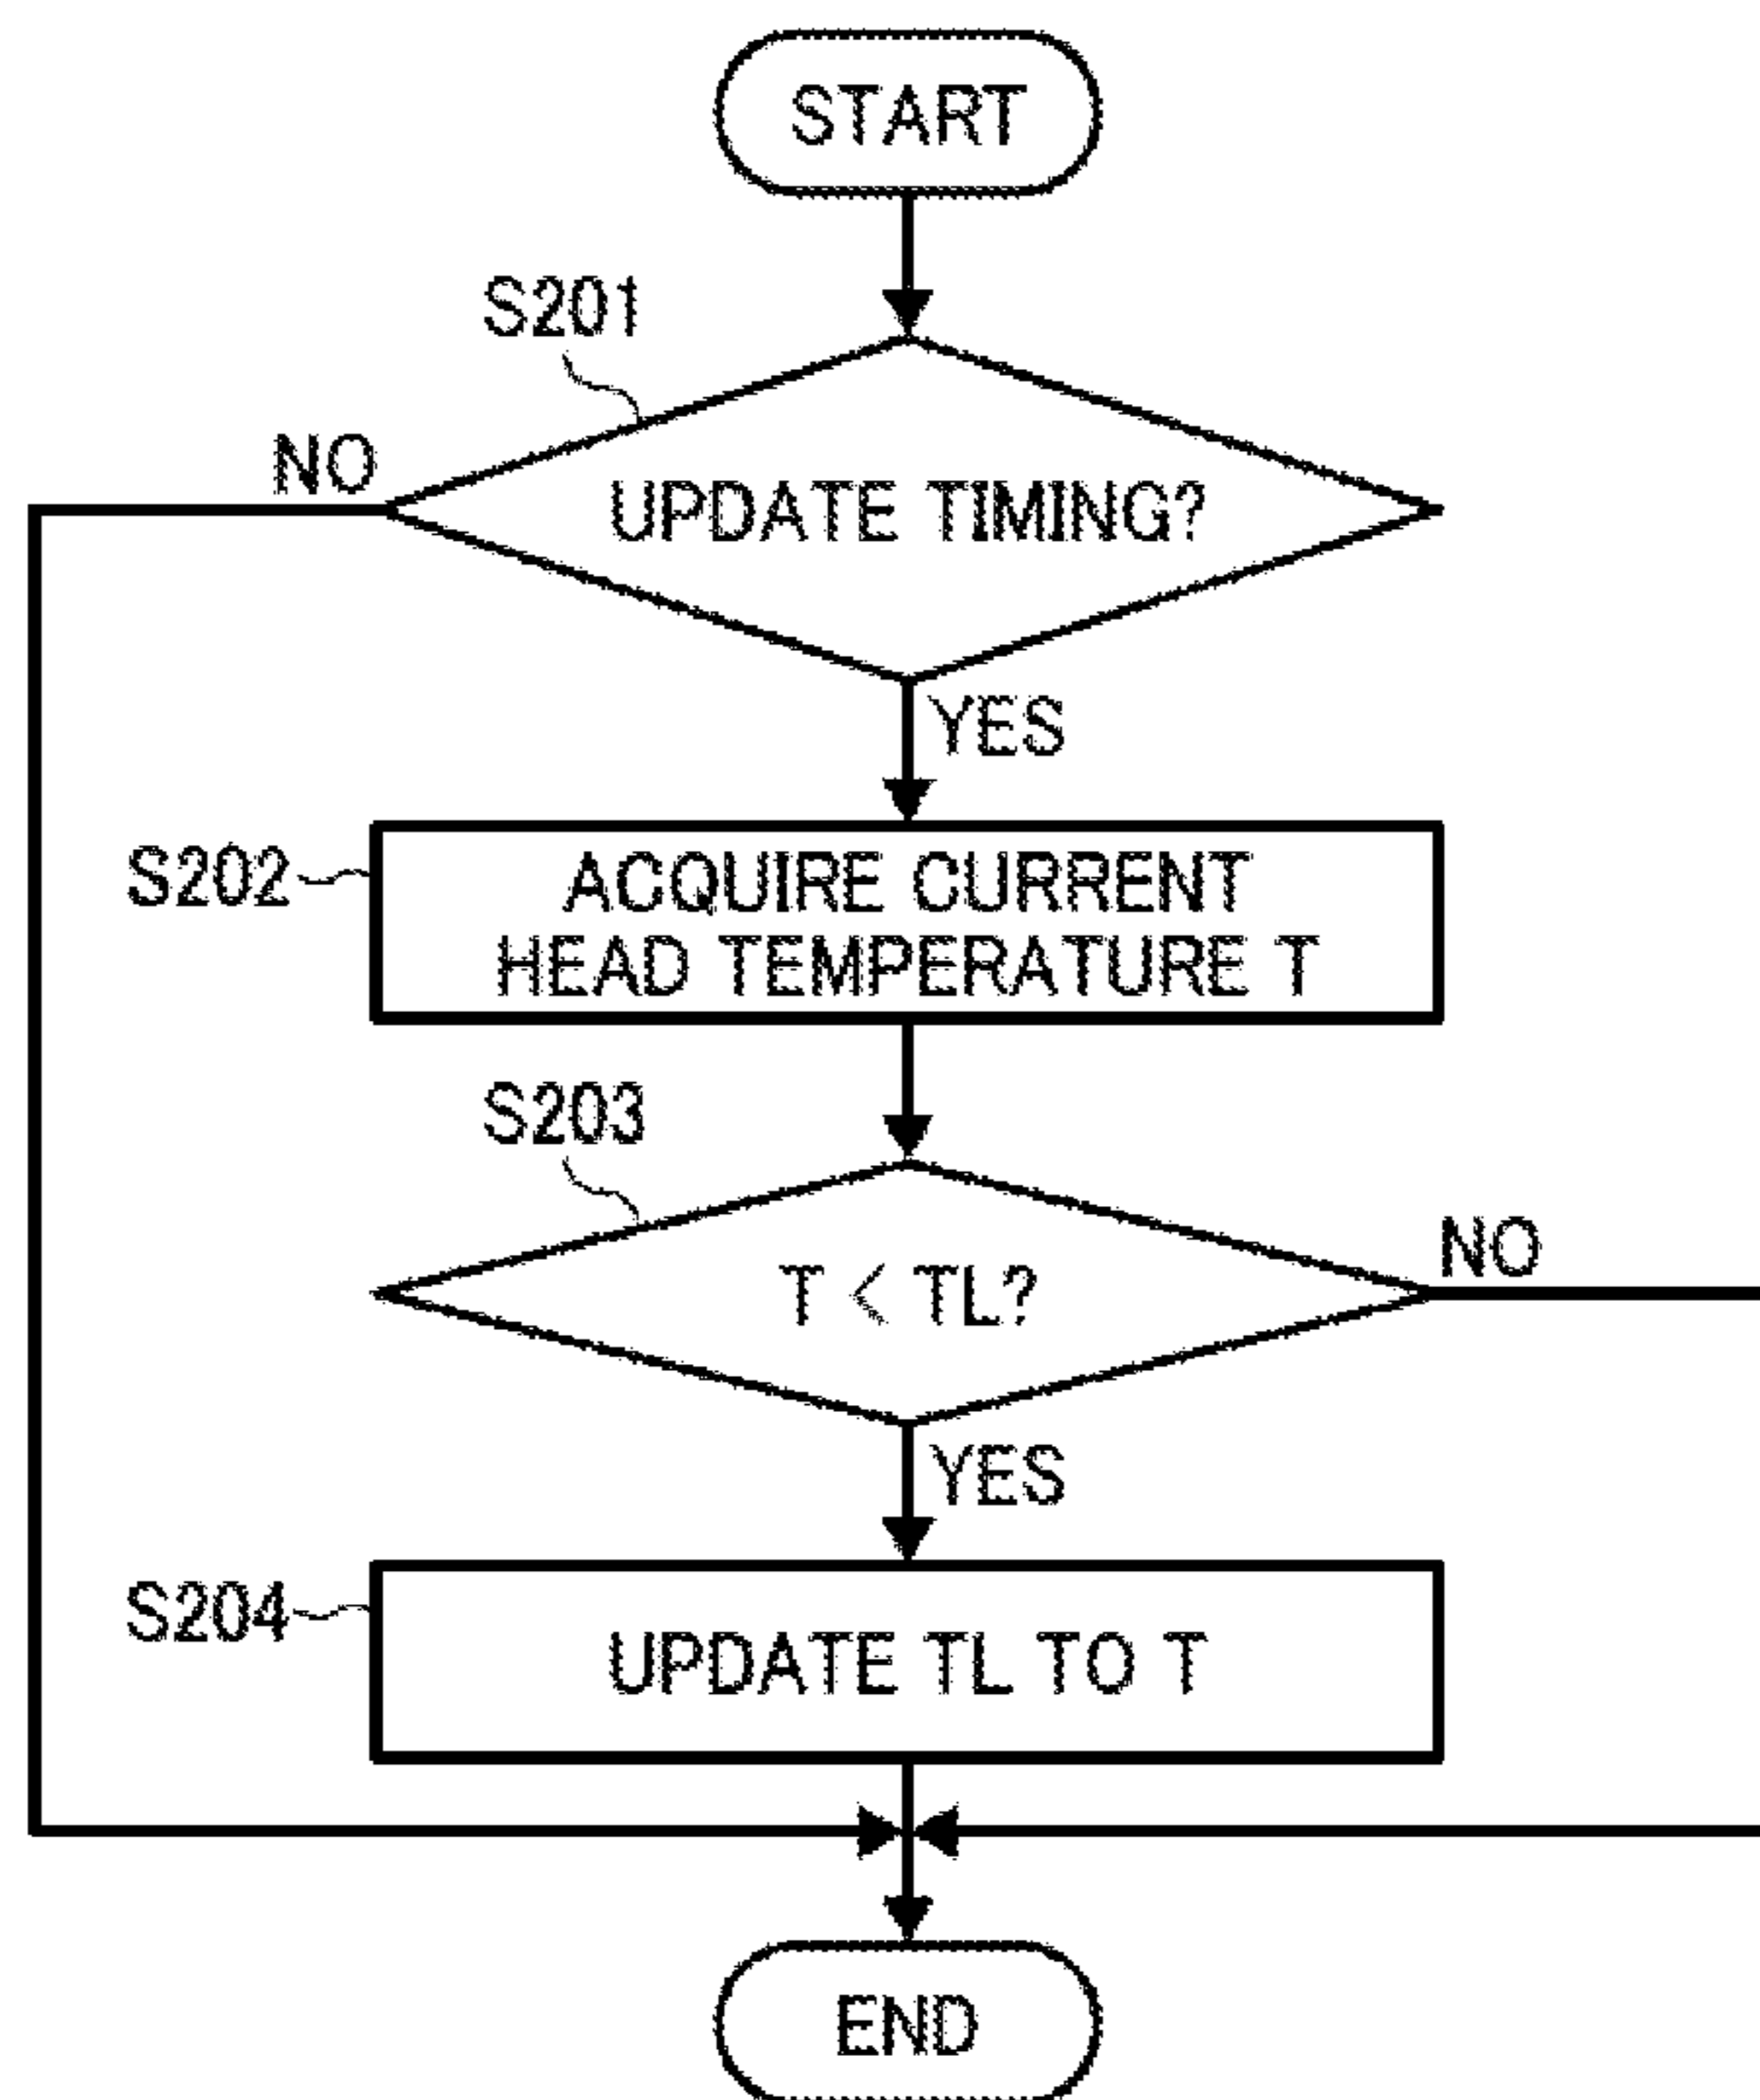 START
S201
NO
UPDATE TIMING?
YES
S202
ACQUIRE CURRENT
HEAD TEMPERATURE T
S203
NO
T < TL?
YES
S204
UPDATE TL TO T
END